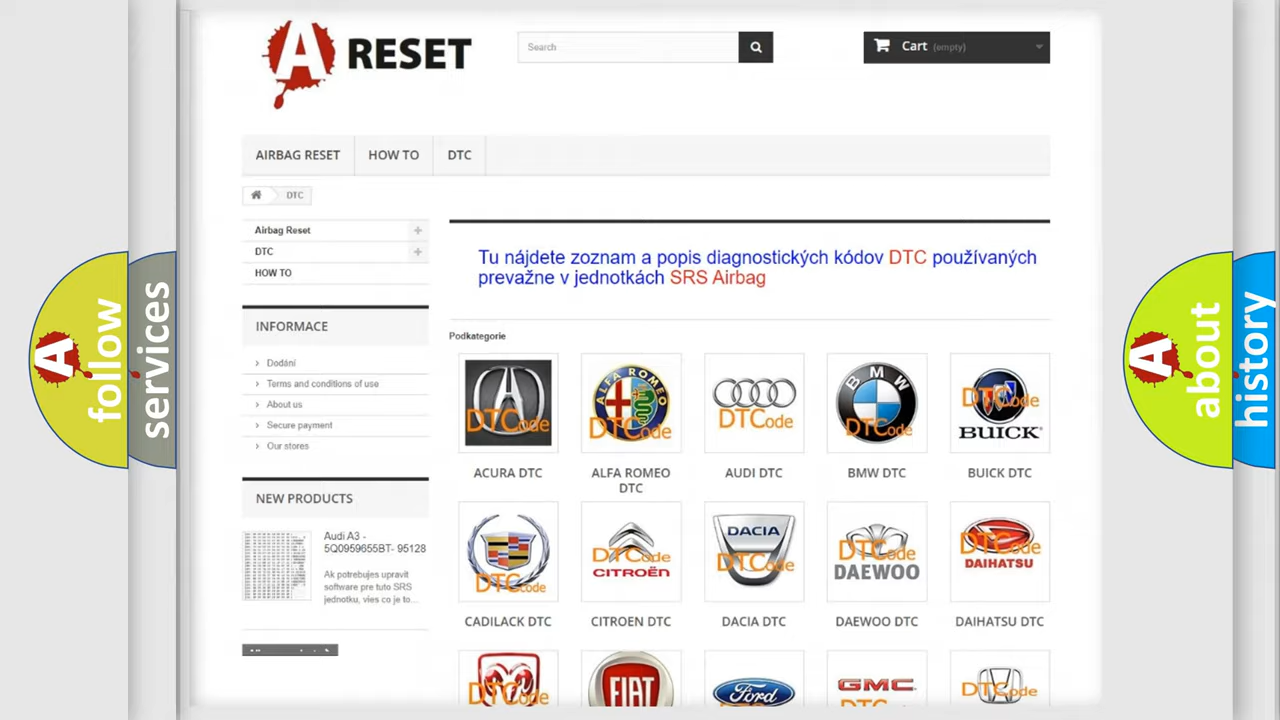 A RESET
Search
Cart (empty)
AIRBAG RESET
HOW TO
DTC
DTC
Airbag Reset
DTC
HOW TO
Tu nájdete zoznam a popis diagnostických kódov DTC používaných
prevažne v jednotkách SRS Airbag
INFORMACE
Dodání
Terms and conditions of use
About us
Secure payment
Our stores
NEW PRODUCTS
Audi A3 -
5Q0959655BT- 95128
Ak potrebujes upravit
software pre tuto SRS
jednotku, vies co je to...
Podkategorie
DTCode
ALFA ROMEO
DTCode
DTCode
BMW
DTCode
DTCode
BUICK
ACURA DTC
ALFA ROMEO
DTC
AUDI DTC
BMW DTC
BUICK DTC
DTCode
DTCode
CITROËN
DACIA
DTCode
DTCode
DAEWOO
DTCode
DAIHATSU
CADILACK DTC
CITROEN DTC
DACIA DTC
DAEWOO DTC
DAIHATSU DTC
DTCode
FIAT
Ford
GMC
DTCode
A follow
services
A about
history